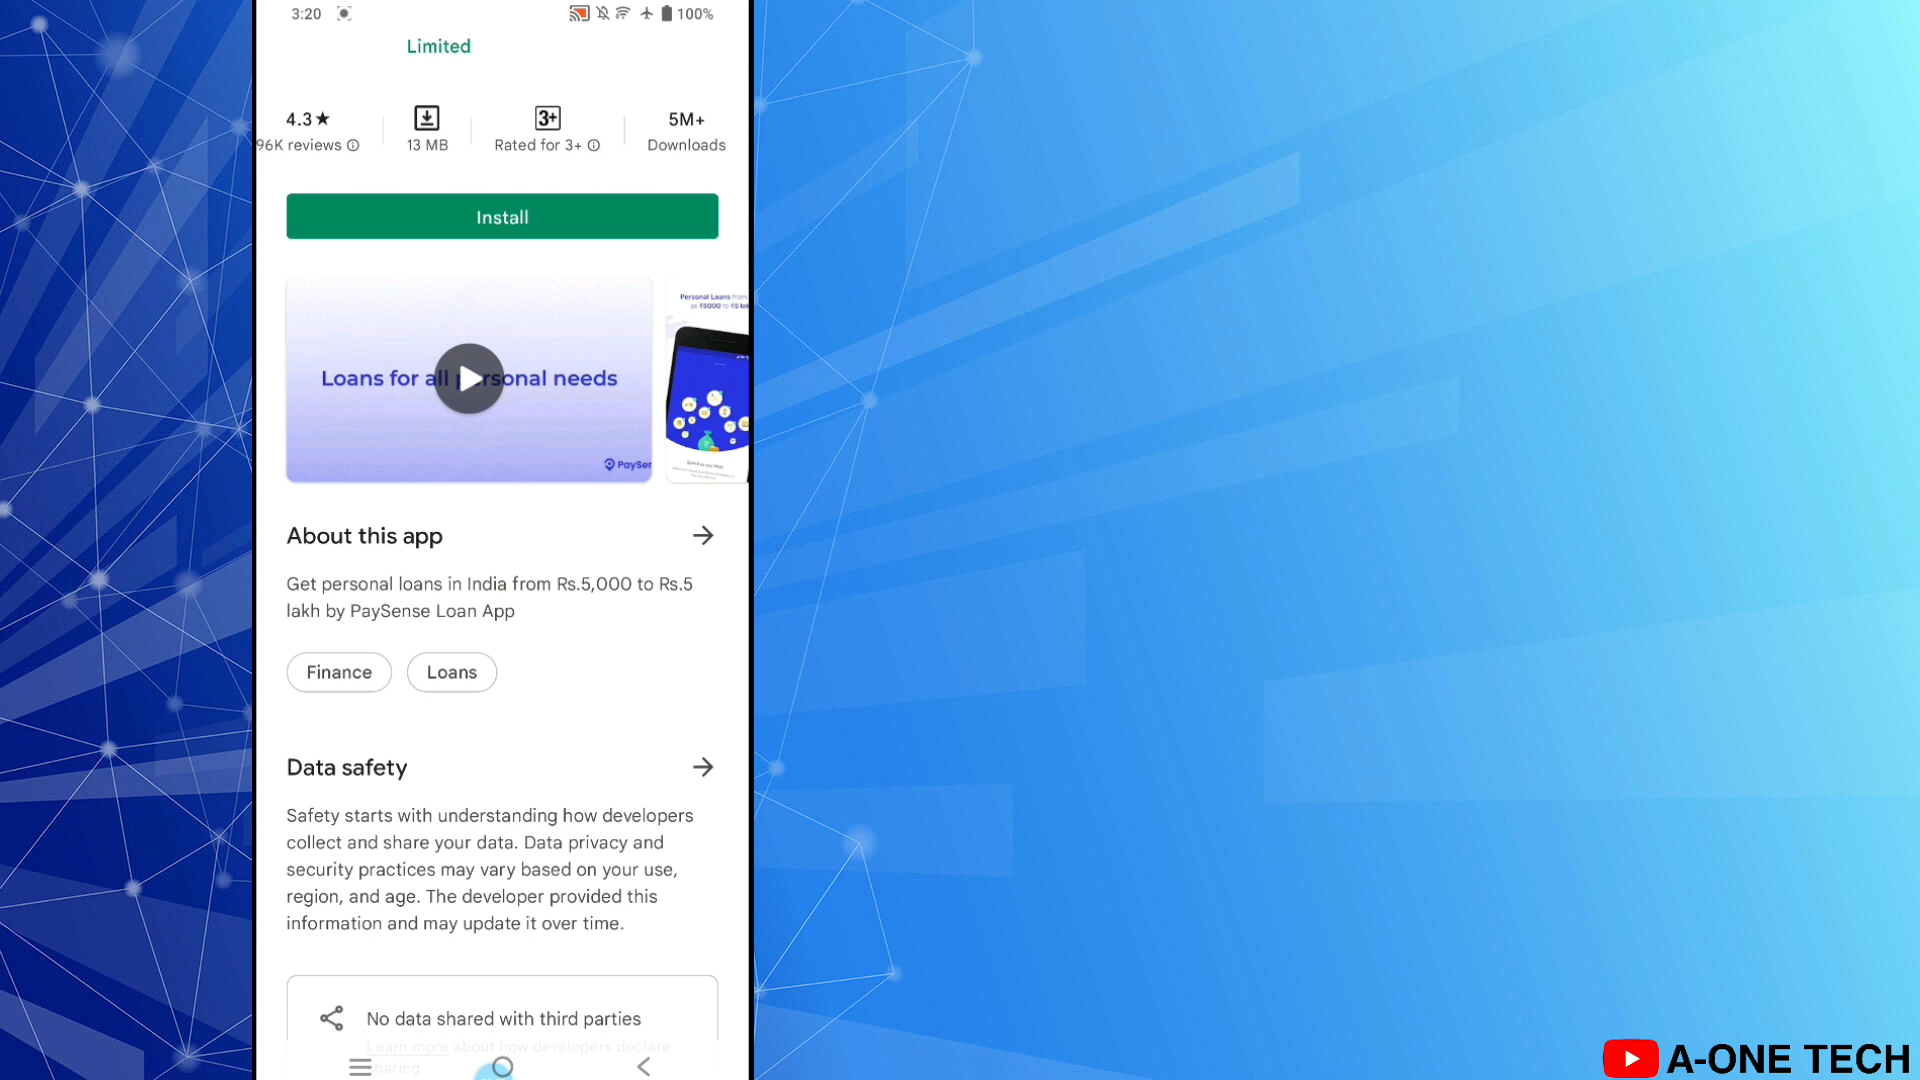 3:20
100%
Limited
4.3★
96K reviews
13 MB
3+
Rated for 3+
5M+
Downloads
Install
Loans for all personal needs
PaySen
Personal Loans from
as ₹5000 to ₹5 lak
About this app
Get personal loans in India from Rs.5,000 to Rs.5
lakh by PaySense Loan App
Finance
Loans
Data safety
Safety starts with understanding how developers
collect and share your data. Data privacy and
security practices may vary based on your use,
region, and age. The developer provided this
information and may update it over time.
No data shared with third parties
Learn more about how developers declare
sharing
A-ONE TECH